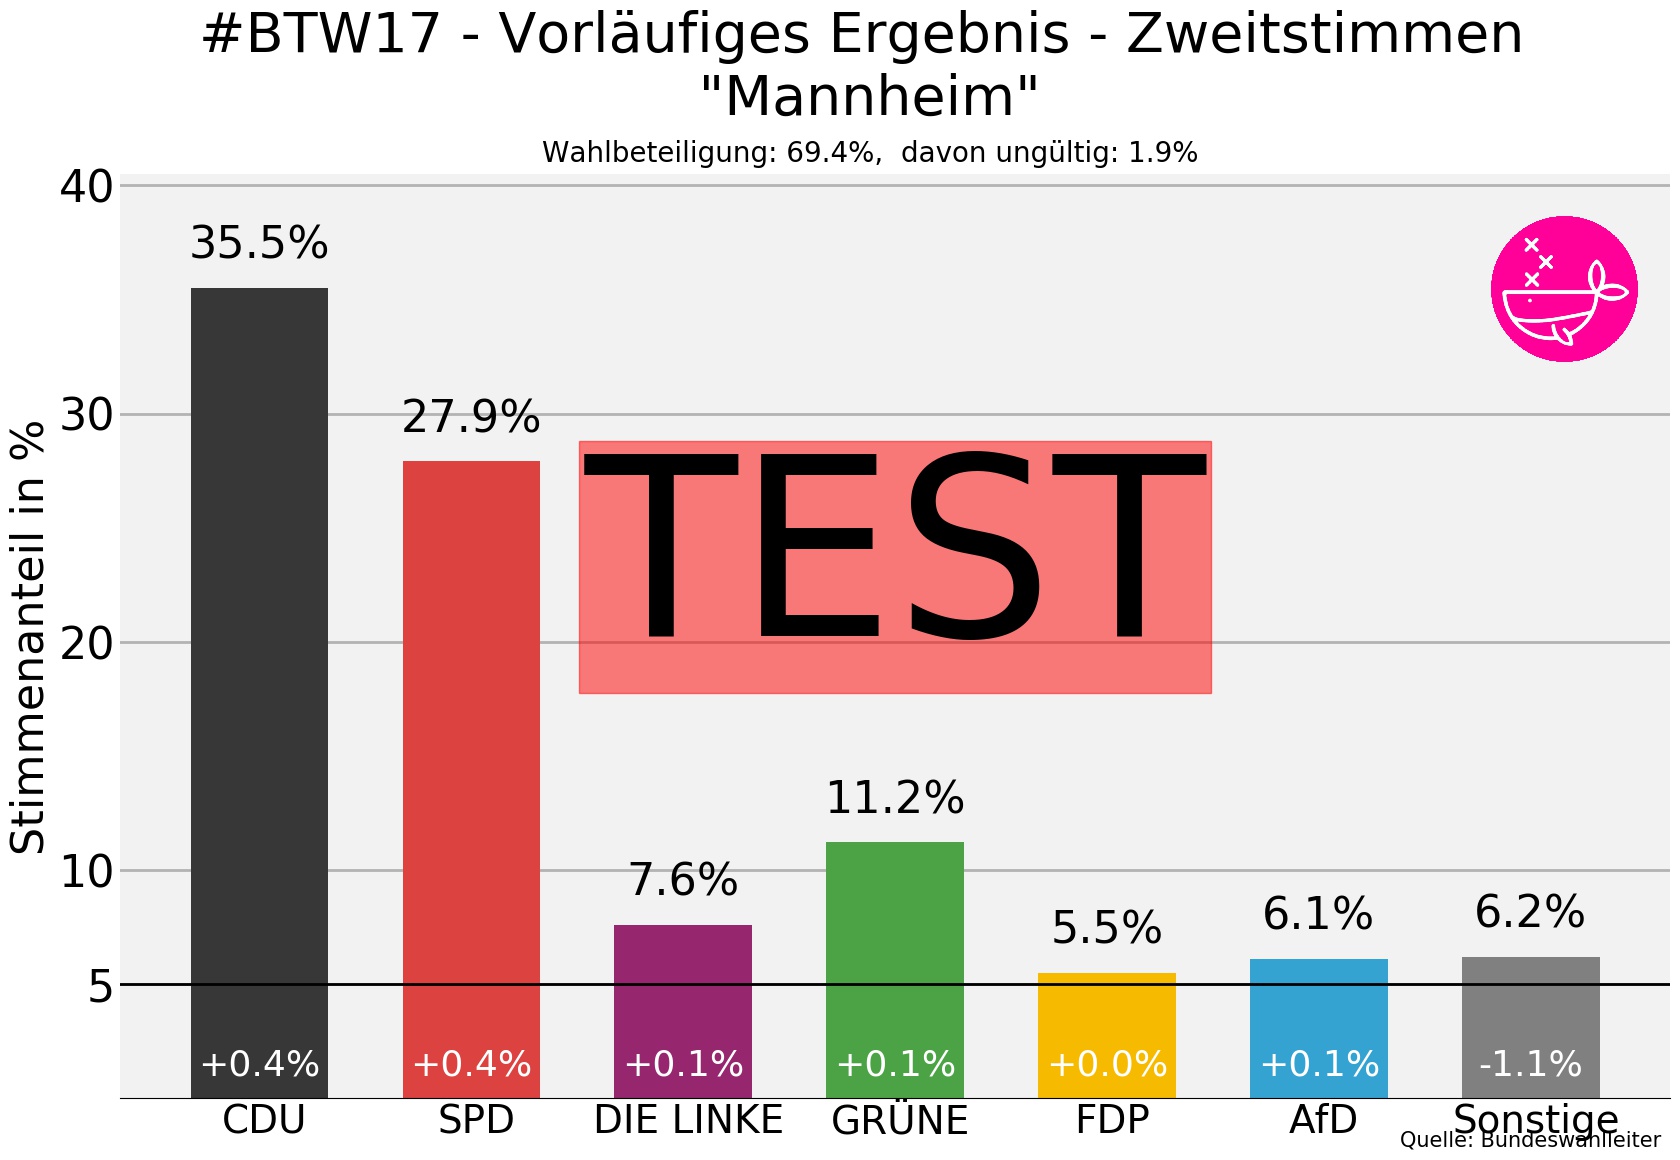 #BTW17 - Vorläufiges Ergebnis - Zweitstimmen
"Mannheim"
Wahlbeteiligung: 69.4%,  davon ungültig: 1.9%
Stimmenanteil in %
40
30
20
10
5
35.5%
27.9%
TEST
7.6%
11.2%
5.5%
6.1%
6.2%
+0.4%
+0.4%
+0.1%
+0.1%
+0.0%
+0.1%
-1.1%
CDU
SPD
DIE LINKE
GRÜNE
FDP
AfD
Sonstige
Quelle: Bundeswahlleiter